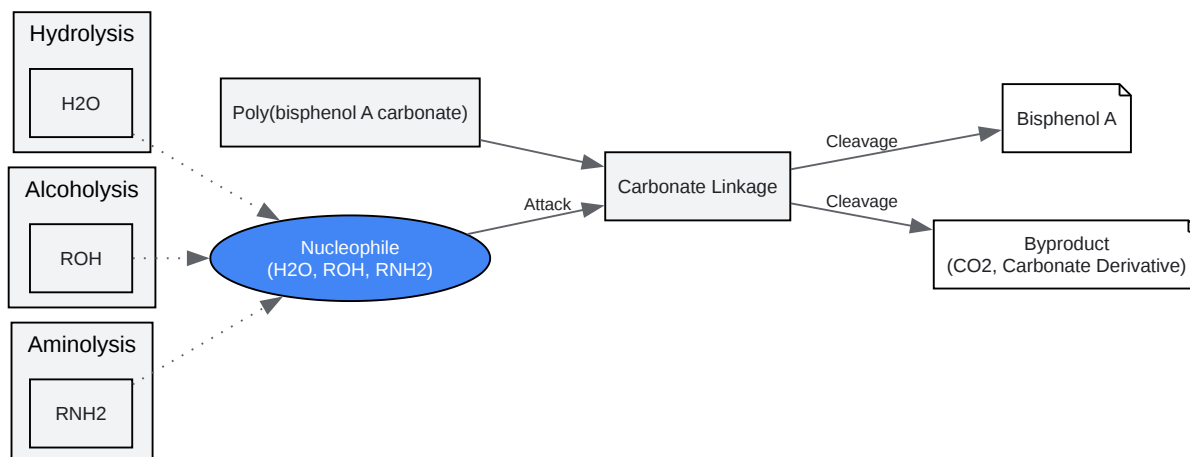 Hydrolysis
H2O
Alcoholysis
ROH
Aminolysis
RNH2
Poly(bisphenol A carbonate)
Nucleophile
(H2O, ROH, RNH2)
Attack
Carbonate Linkage
Cleavage
Cleavage
Bisphenol A
Byproduct
(CO2, Carbonate Derivative)